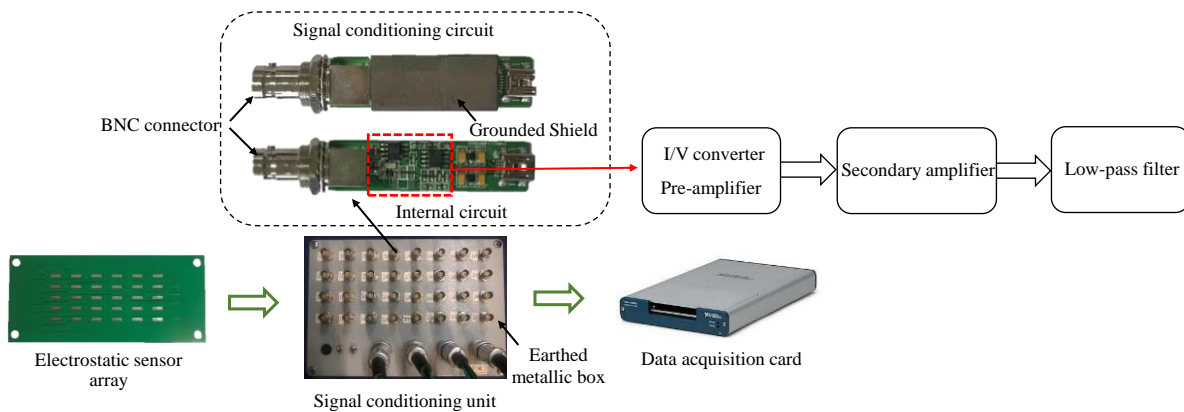 Signal conditioning circuit
BNC connector
Grounded Shield
Internal circuit
I/V converter
Pre-amplifier
Secondary amplifier
Low-pass filter
Electrostatic sensor
array
Earthed
metallic box
Signal conditioning unit
Data acquisition card